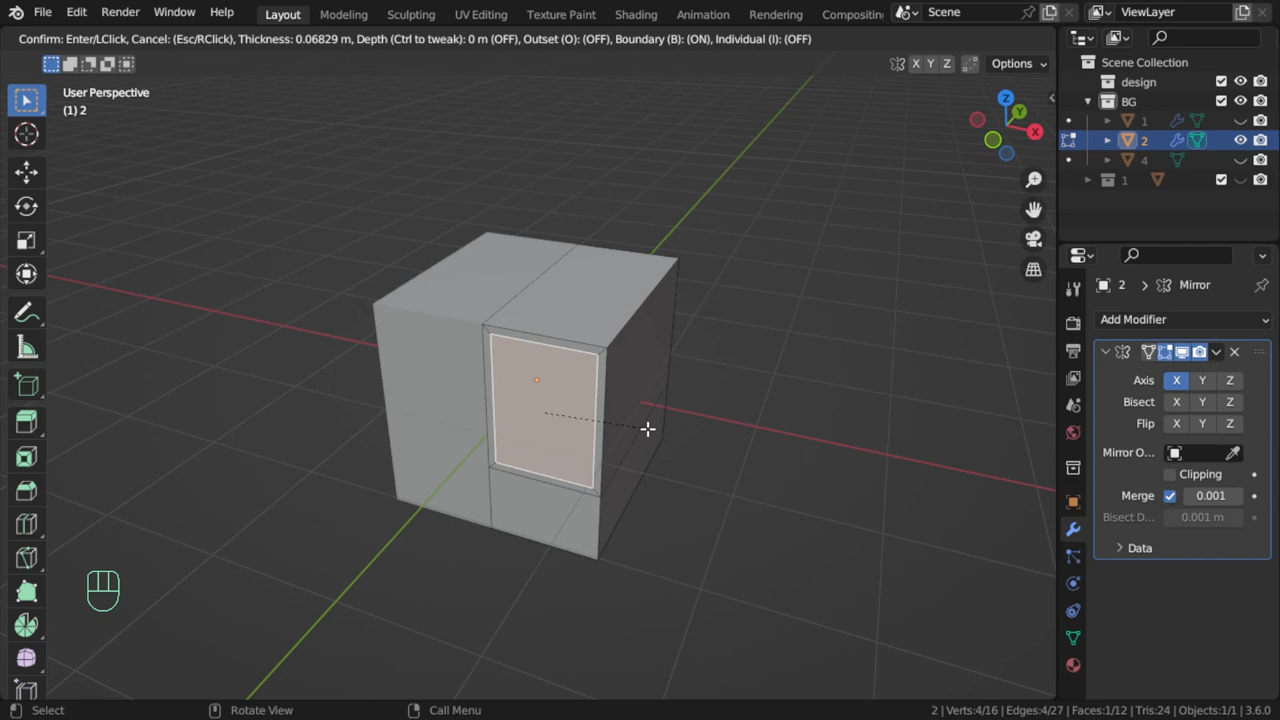 File Edit Render Window Help Layout Modeling Sculpting UV Editing Texture Paint Shading Animation Rendering Compositing Scene ViewLayer
Confirm: Enter/LClick, Cancel: (Esc/RClick), Thickness: 0.06829 m, Depth (Ctrl to tweak): 0 m (OFF), Outset (O): (OFF), Boundary (B): (ON), Individual (I): (OFF)
X Y Z Options
Scene Collection
design
BG
1
2
4
1
User Perspective
(1) 2
Z
Y
X
2 Mirror
Add Modifier
Axis X Y Z
Bisect X Y Z
Flip X Y Z
Mirror O...
Clipping
Merge 0.001
Bisect D... 0.001 m
Data
Select Rotate View Call Menu 2 | Verts:4/16 | Edges:4/27 | Faces:1/12 | Tris:24 | Objects:1/1 | 3.6.0